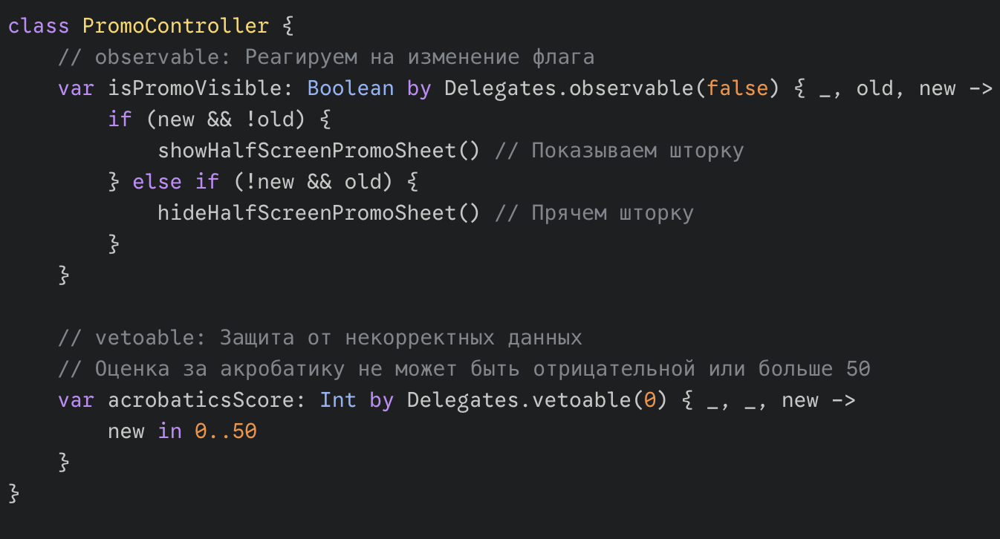 class PromoController {
    // observable: Реагируем на изменение флага
    var isPromoVisible: Boolean by Delegates.observable(false) { _, old, new ->
        if (new && !old) {
            showHalfScreenPromoSheet() // Показываем шторку
        } else if (!new && old) {
            hideHalfScreenPromoSheet() // Прячем шторку
        }
    }

    // vetoable: Защита от некорректных данных
    // Оценка за акробатику не может быть отрицательной или больше 50
    var acrobaticsScore: Int by Delegates.vetoable(0) { _, _, new ->
        new in 0..50
    }
}